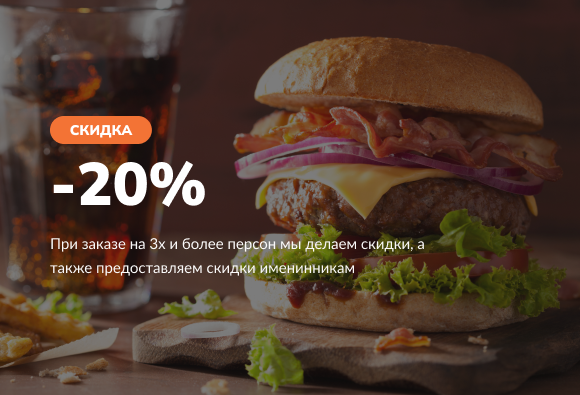 СКИДКА
-20%
При заказе на 3х и более персон мы делаем скидки, а
также предоставляем скидки именинникам